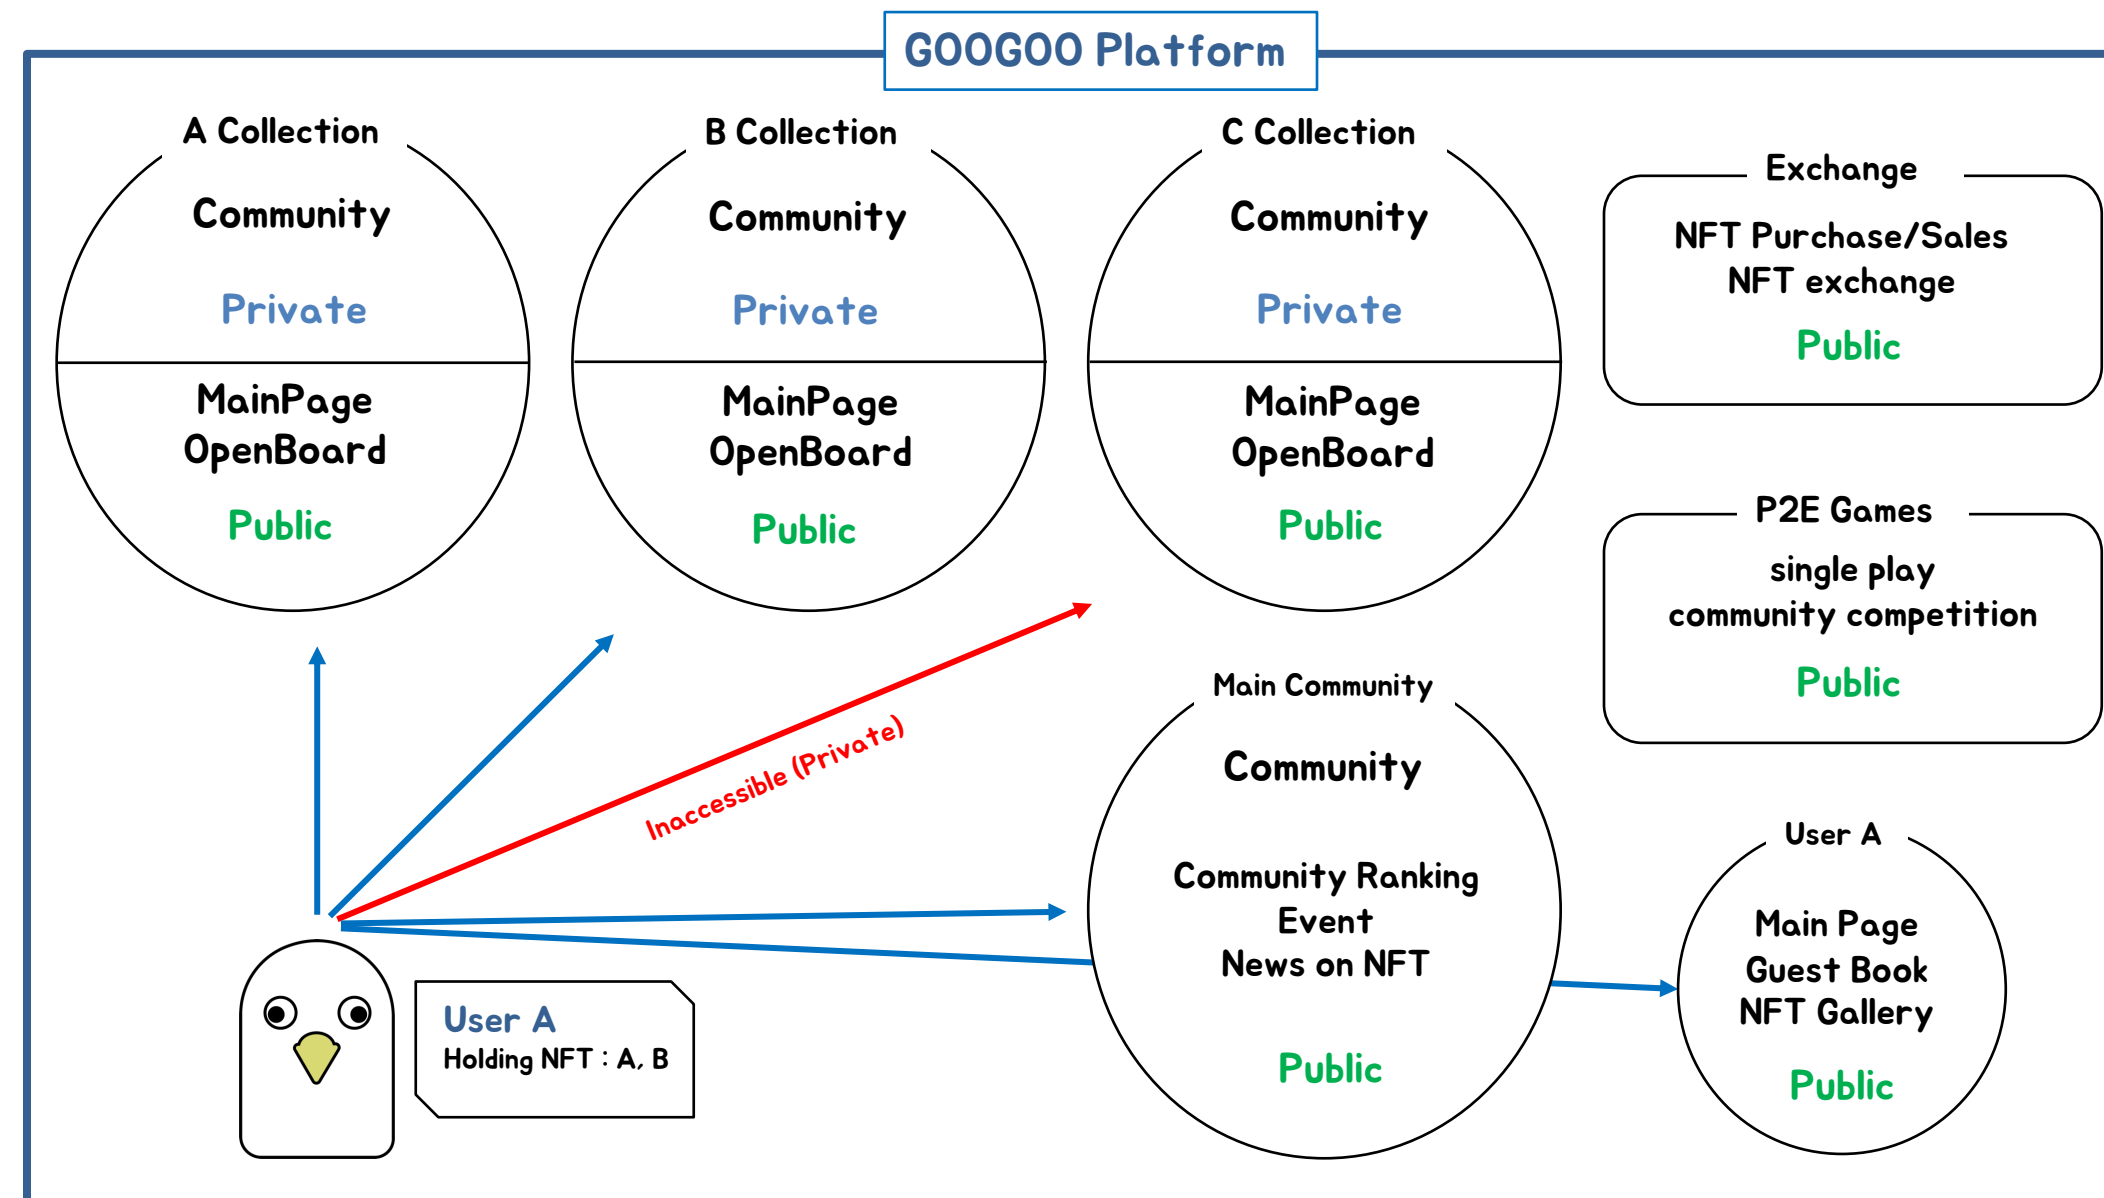 GOOGOO Platform
A Collection
Community
Private
MainPage
OpenBoard
Public
B Collection
Community
Private
MainPage
OpenBoard
Public
C Collection
Community
Private
MainPage
OpenBoard
Public
Exchange
NFT Purchase/Sales
NFT exchange
Public
P2E Games
single play
community competition
Public
Inaccessible (Private)
Main Community
Community
Community Ranking
Event
News on NFT
Public
User A
Main Page
Guest Book
NFT Gallery
Public
User A
Holding NFT : A, B